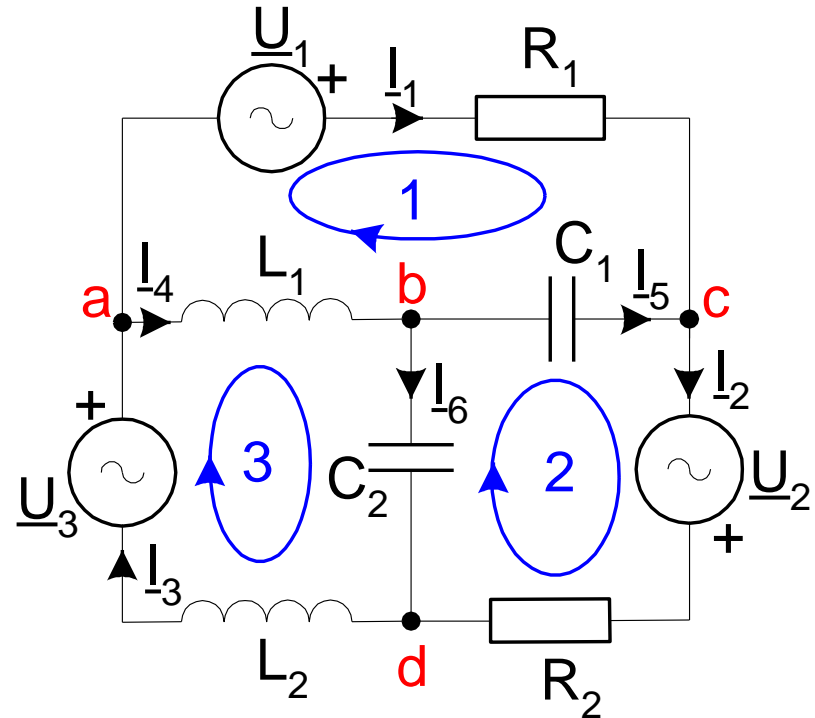 U₁
+
I₁
R₁
1
I₄
L₁
C₁
I₅
a
b
c
+
I₆
I₂
3
2
U₃
C₂
U₂
+
I₃
L₂
d
R₂